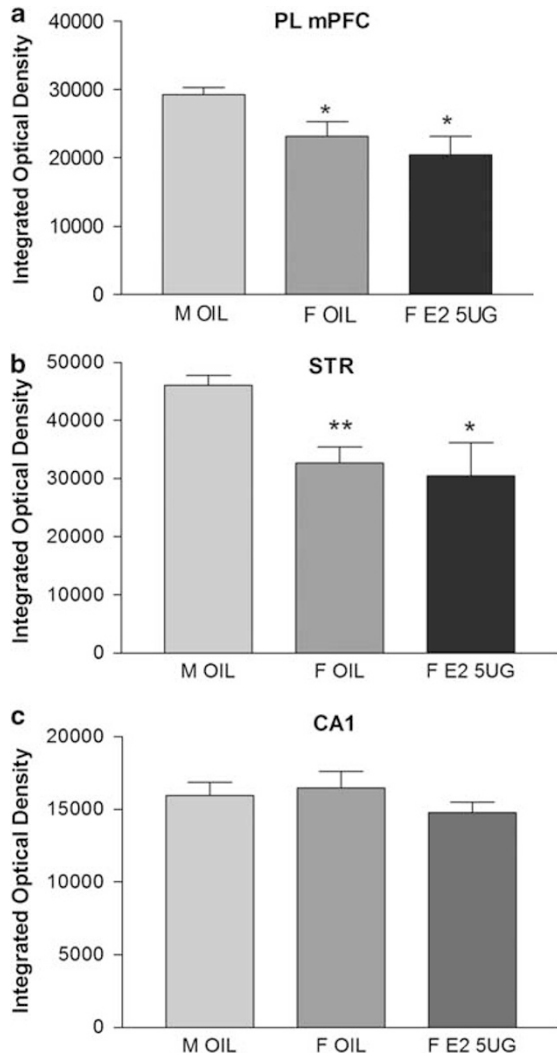 a
PL mPFC
Integrated Optical Density
40000
30000
20000
10000
0
*
*
M OIL
F OIL
F E2 5UG
b
STR
Integrated Optical Density
50000
40000
30000
20000
10000
0
**
*
M OIL
F OIL
F E2 5UG
c
CA1
Integrated Optical Density
20000
15000
10000
5000
0
M OIL
F OIL
F E2 5UG